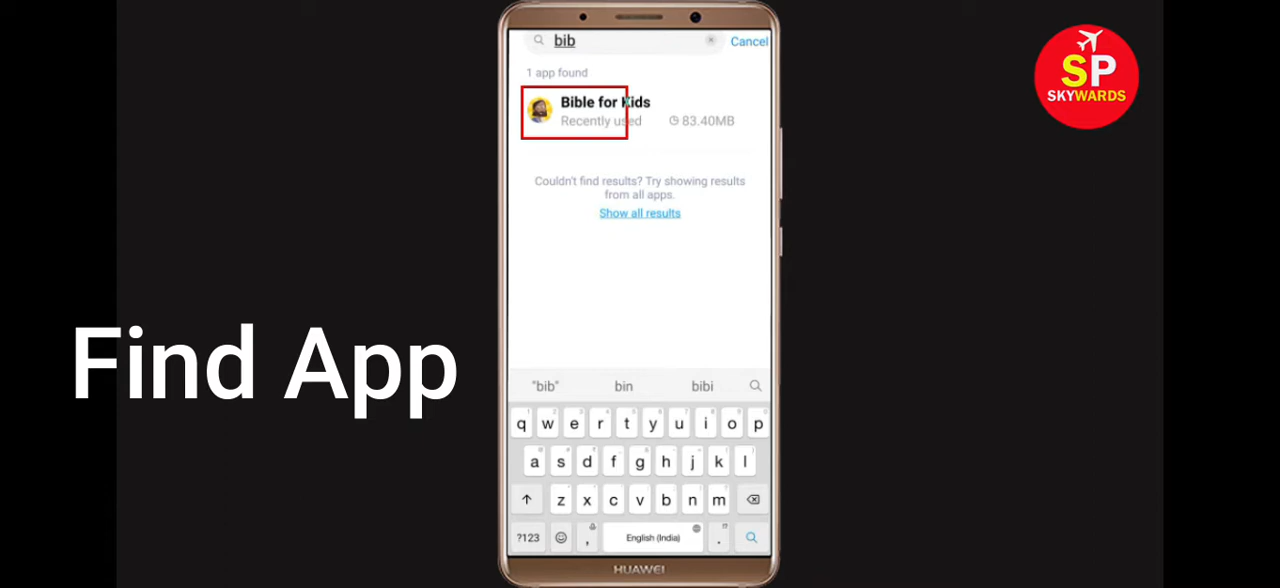 bib
Cancel
1 app found
Bible for Kids
Recently used
83.40MB
Couldn't find results? Try showing results
from all apps.
Show all results
SP
SKYWARDS
Find App
"bib" bin bibi
q w e r t y u i o p
a s d f g h j k l
z x c v b n m
?123 , English (India) .
HUAWEI